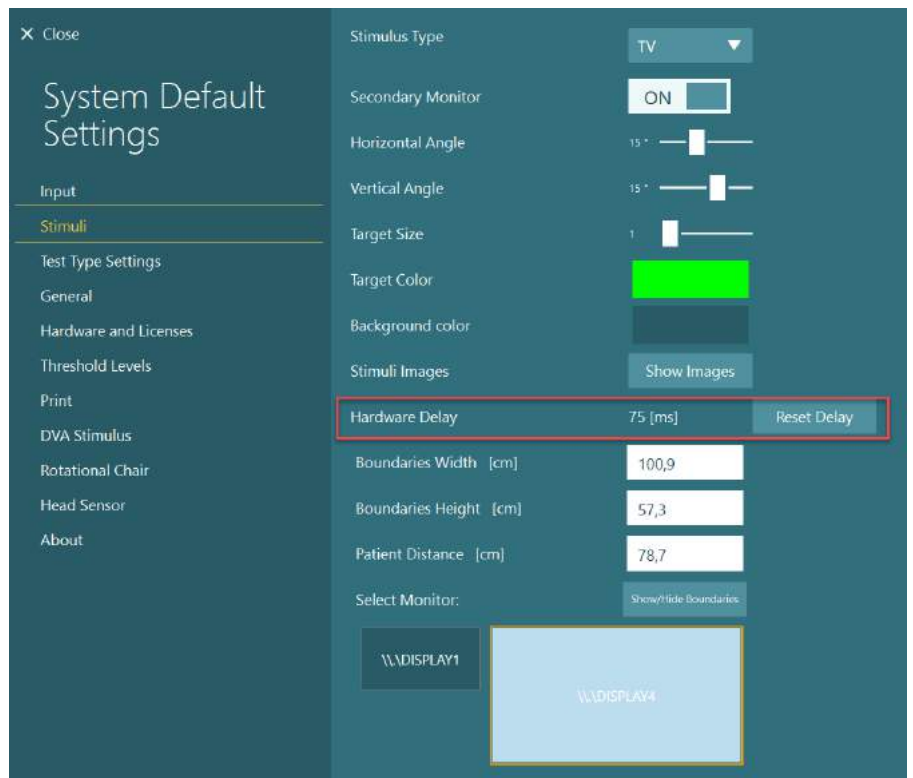 X Close
System Default
Settings
Input
Stimuli
Test Type Settings
General
Hardware and Licenses
Threshold Levels
Print
DVA Stimulus
Rotational Chair
Head Sensor
About
Stimulus Type TV
Secondary Monitor ON
Horizontal Angle 15 °
Vertical Angle 15 °
Target Size 1
Target Color
Background color
Stimuli Images Show Images
Hardware Delay 75 [ms] Reset Delay
Boundaries Width [cm] 100,9
Boundaries Height [cm] 57,3
Patient Distance [cm] 78,7
Select Monitor: Show/Hide Boundaries
\\.\DISPLAY1
\\.\DISPLAY4